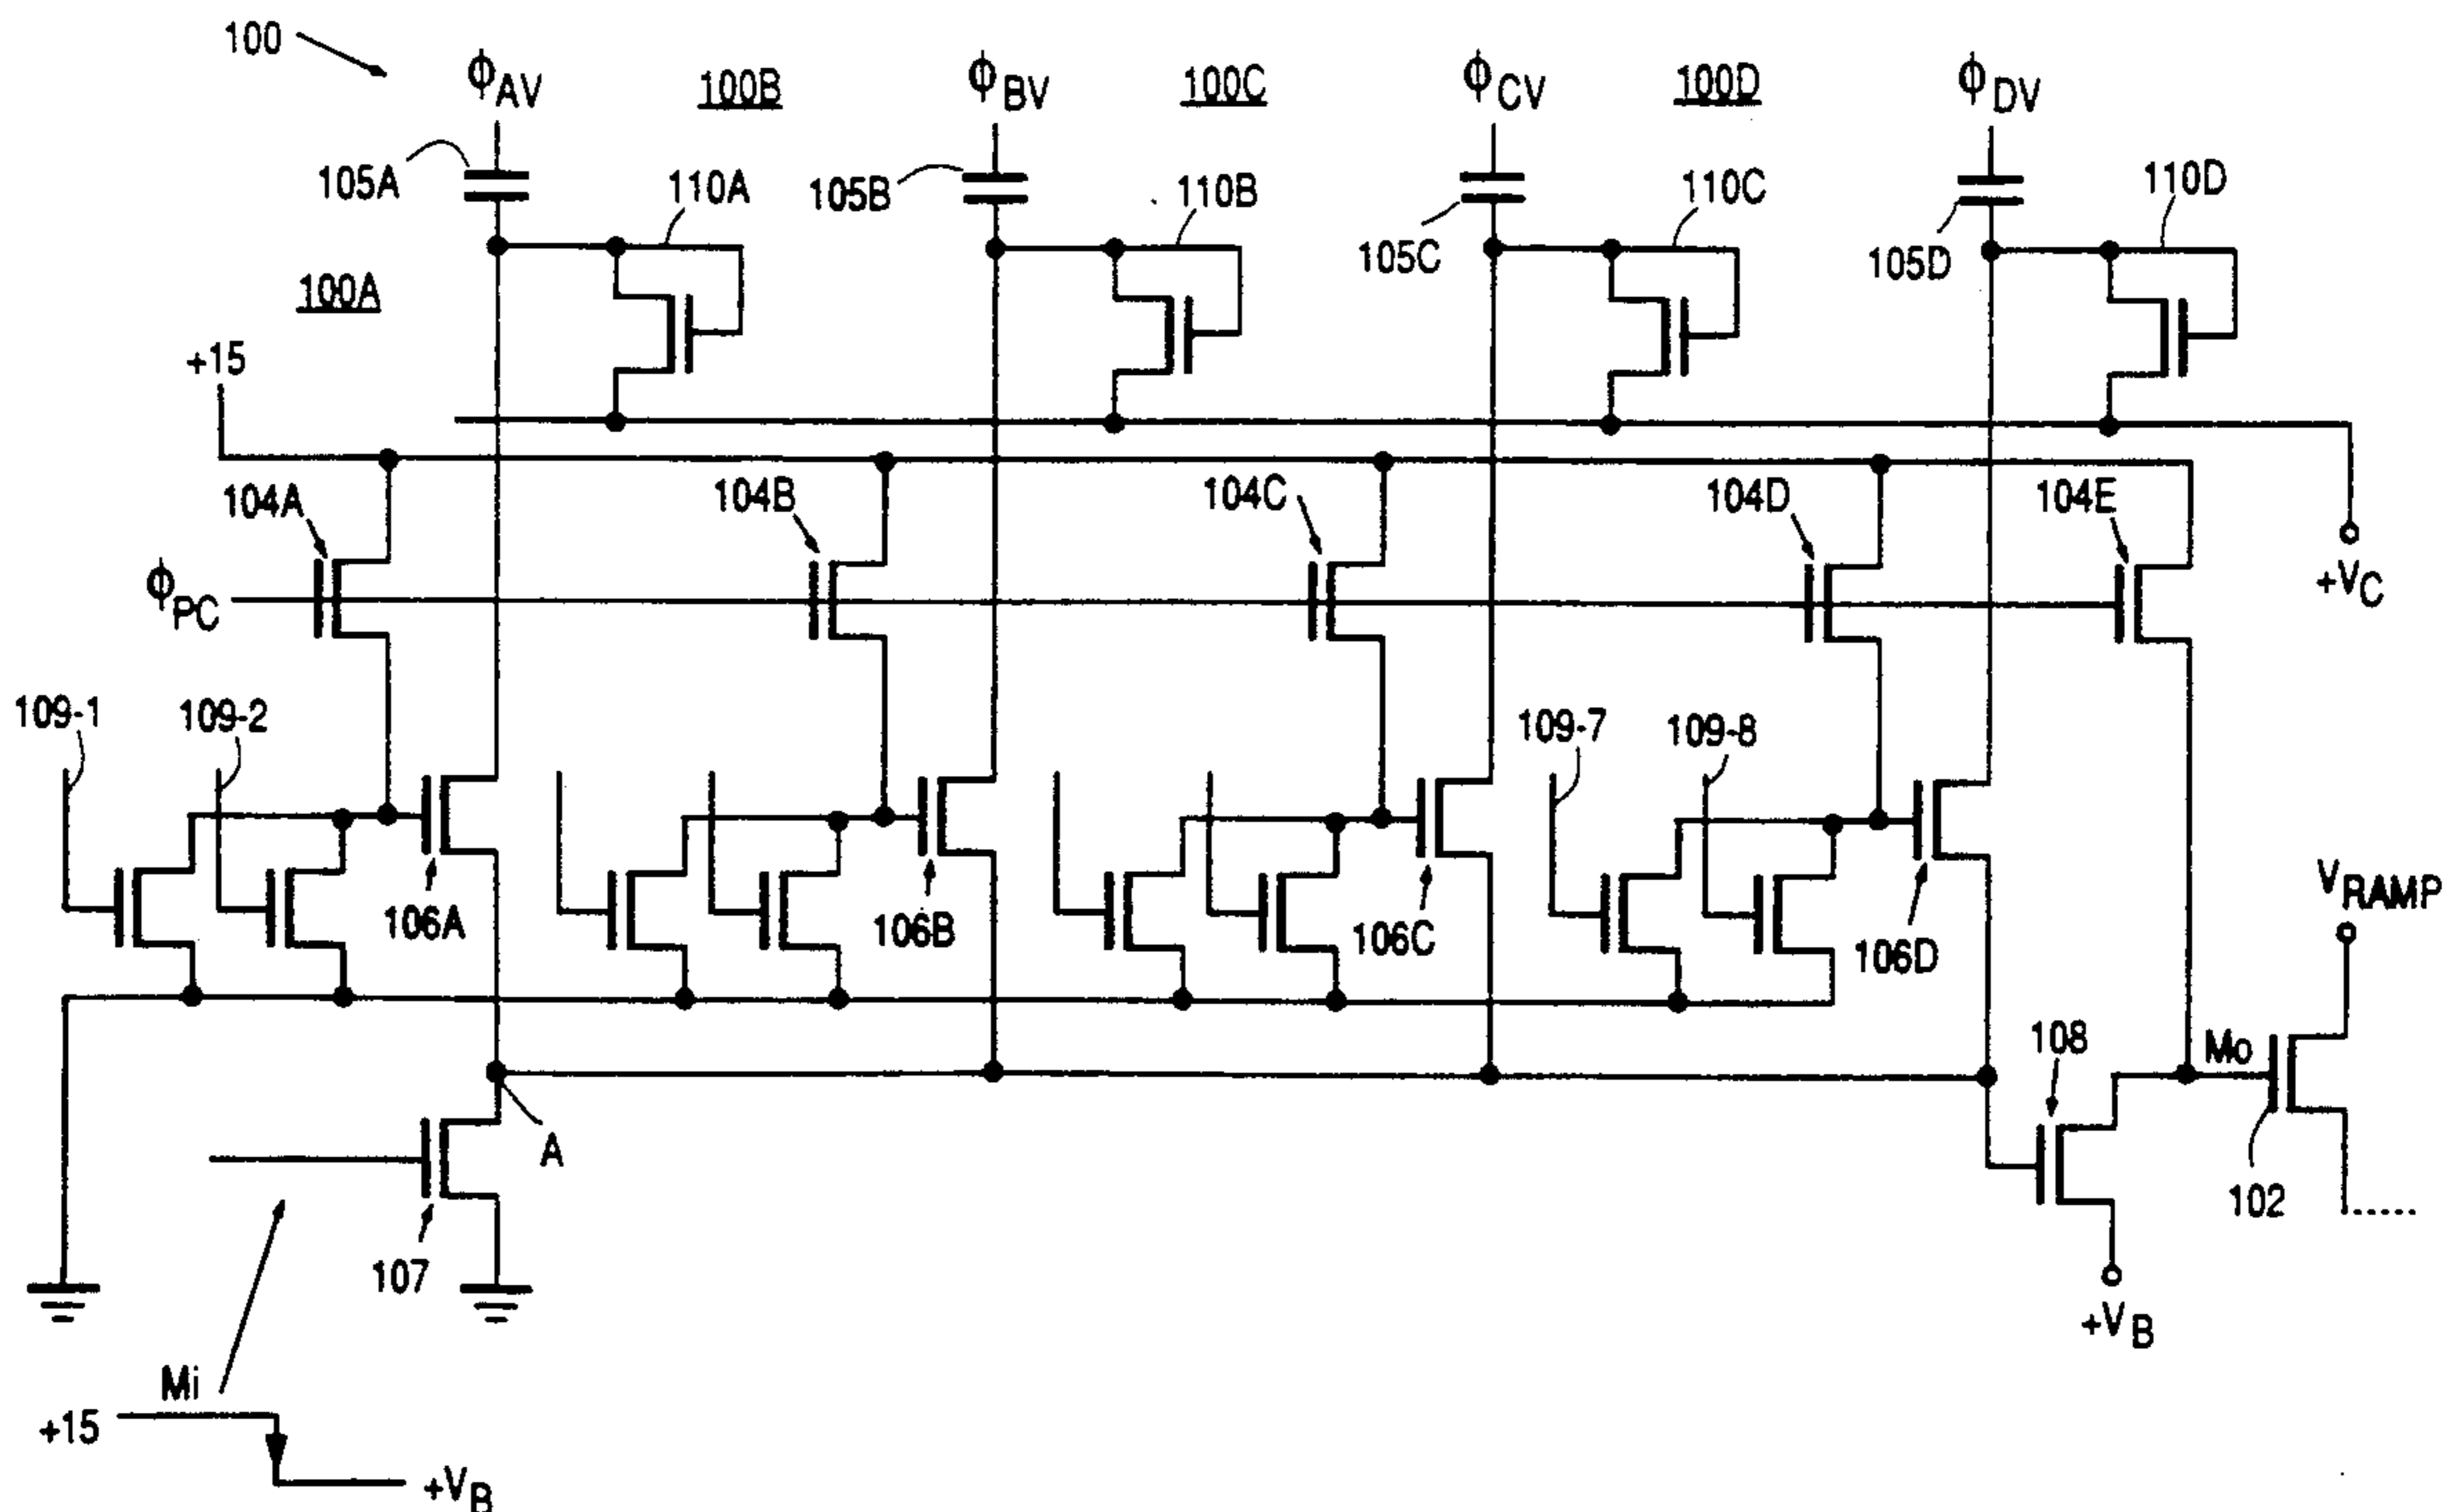 100
ϕAV
100B
ϕBV
100C
ϕCV
100D
ϕDV
105A
110A
105B
110B
105C
110C
105D
110D
100A
+15
104A
104B
104C
104D
104E
ϕPC
+VC
109-1
109-2
109-7
109-8
106A
106B
106C
106D
VRAMP
108
Mo
A
102
107
+VB
Mi
+15
+VB